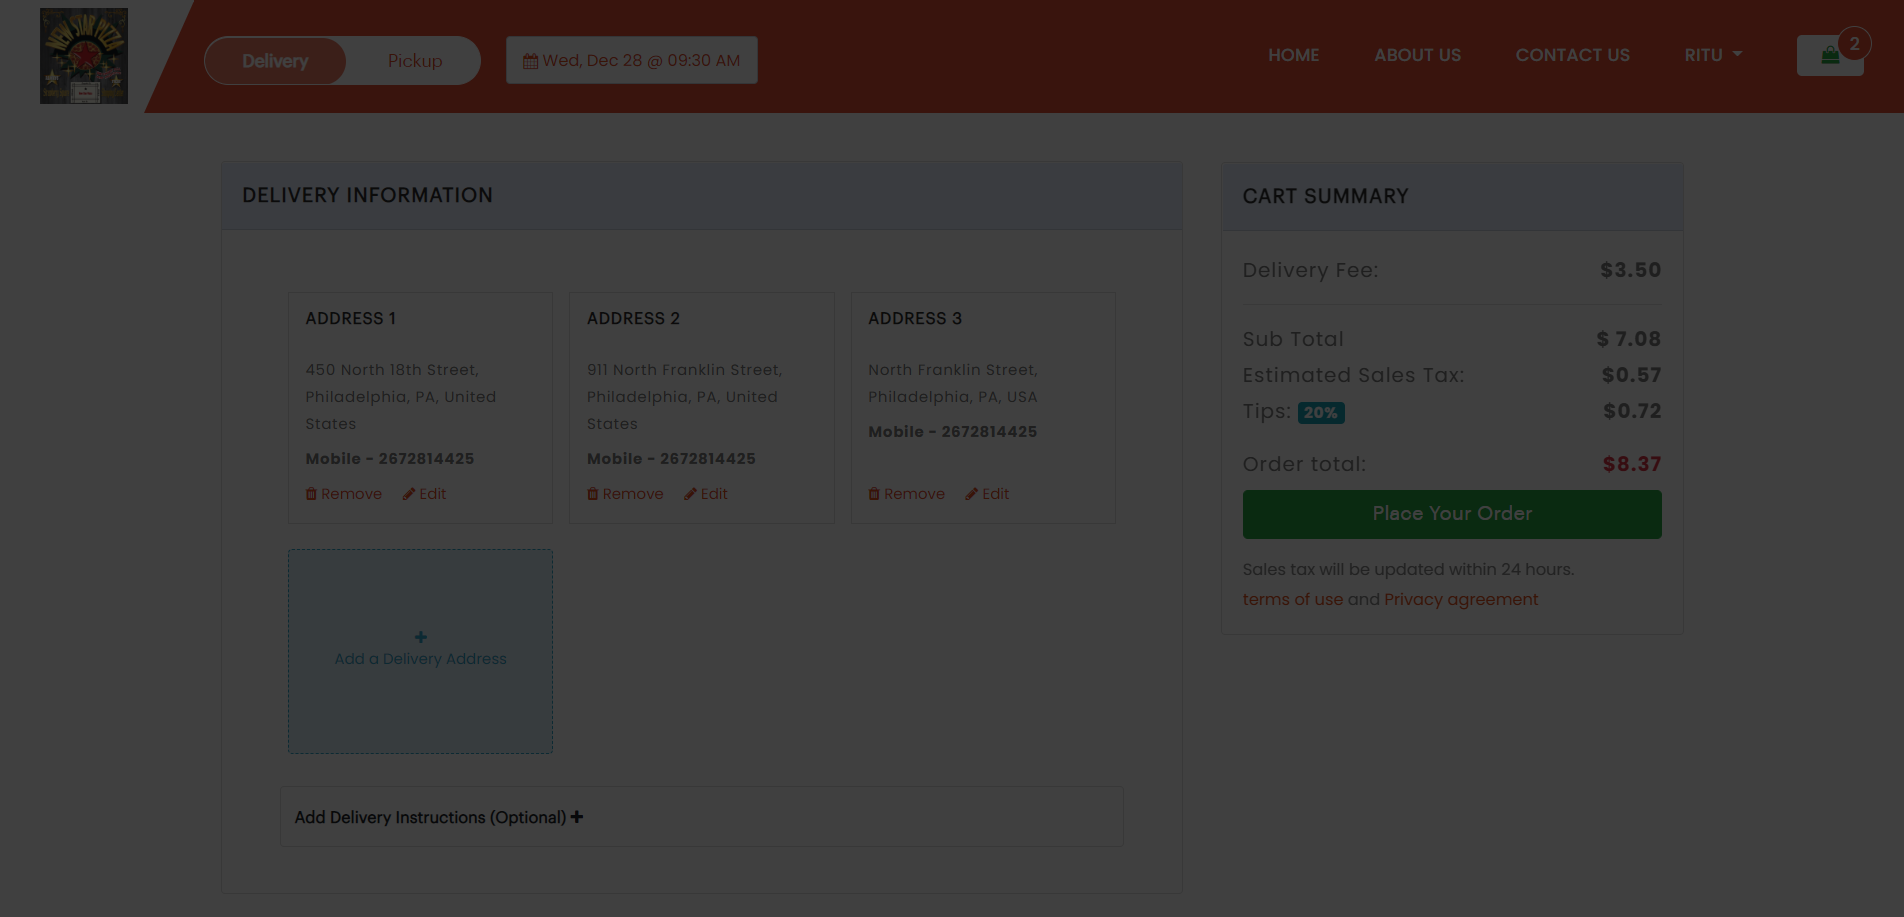 NEW STAR PIZZA
Delivery
Pickup
Wed, Dec 28 @ 09:30 AM
HOME
ABOUT US
CONTACT US
RITU
2
DELIVERY INFORMATION
ADDRESS 1
450 North 18th Street,
Philadelphia, PA, United
States
Mobile - 2672814425
Remove Edit
ADDRESS 2
911 North Franklin Street,
Philadelphia, PA, United
States
Mobile - 2672814425
Remove Edit
ADDRESS 3
North Franklin Street,
Philadelphia, PA, USA
Mobile - 2672814425
Remove Edit
+
Add a Delivery Address
Add Delivery Instructions (Optional) +
CART SUMMARY
Delivery Fee: $3.50
Sub Total $ 7.08
Estimated Sales Tax: $0.57
Tips: 20% $0.72
Order total: $8.37
Place Your Order
Sales tax will be updated within 24 hours.
terms of use and Privacy agreement